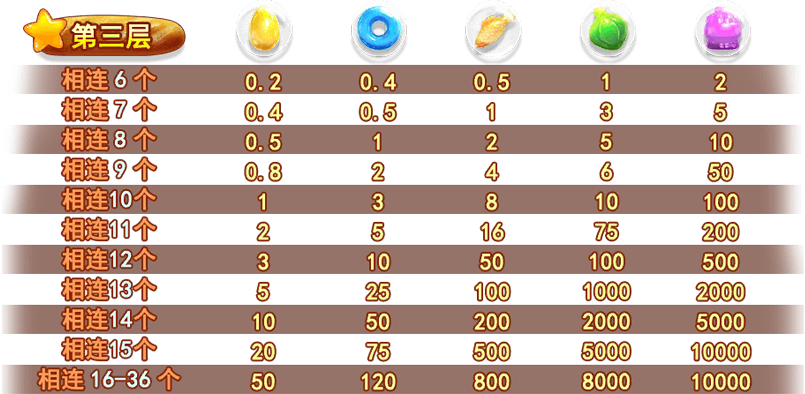 第三层
相连 6 个 0.2 0.4 0.5 1 2
相连 7 个 0.4 0.5 1 3 5
相连 8 个 0.5 1 2 5 10
相连 9 个 0.8 2 4 6 50
相连10个 1 3 8 10 100
相连11个 2 5 16 75 200
相连12个 3 10 50 100 500
相连13个 5 25 100 1000 2000
相连14个 10 50 200 2000 5000
相连15个 20 75 500 5000 10000
相连 16-36 个 50 120 800 8000 10000